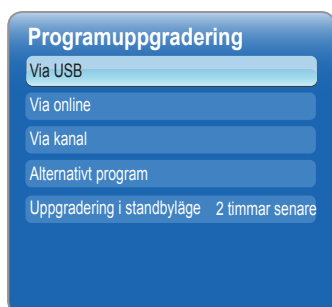 Programuppgradering
Via USB
Via online
Via kanal
Alternativt program
Uppgradering i standbyläge 2 timmar senare